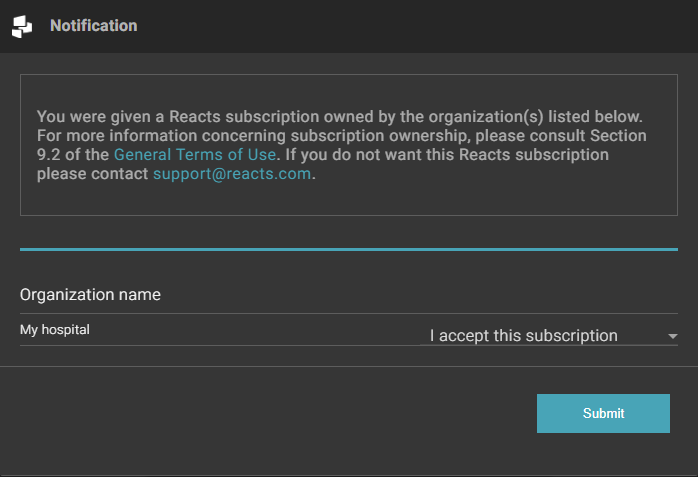 Notification
You were given a Reacts subscription owned by the organization(s) listed below.
For more information concerning subscription ownership, please consult Section
9.2 of the General Terms of Use. If you do not want this Reacts subscription
please contact support@reacts.com.
Organization name
My hospital
I accept this subscription
Submit